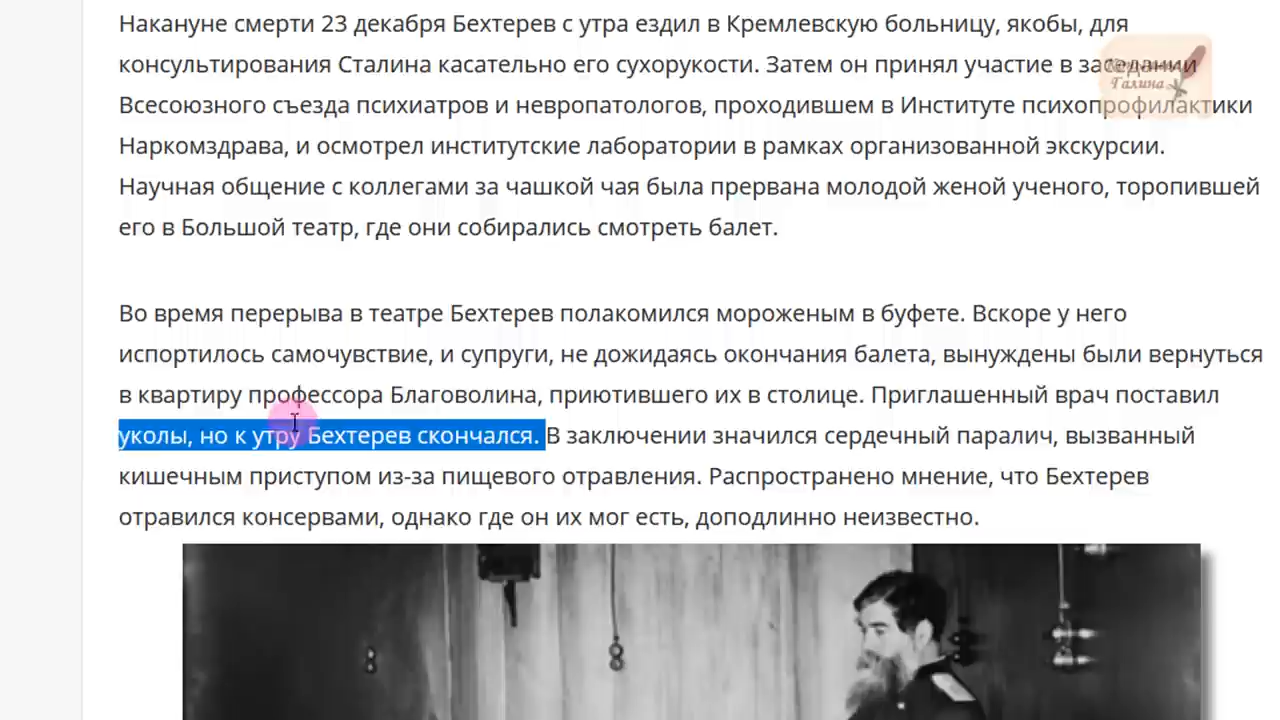 Накануне смерти 23 декабря Бехтерев с утра ездил в Кремлевскую больницу, якобы, для
консультирования Сталина касательно его сухорукости. Затем он принял участие в заседании
Всесоюзного съезда психиатров и невропатологов, проходившем в Институте психопрофилактики
Наркомздрава, и осмотрел институтские лаборатории в рамках организованной экскурсии.
Научная общение с коллегами за чашкой чая была прервана молодой женой ученого, торопившей
его в Большой театр, где они собирались смотреть балет.
Во время перерыва в театре Бехтерев полакомился мороженым в буфете. Вскоре у него
испортилось самочувствие, и супруги, не дожидаясь окончания балета, вынуждены были вернуться
в квартиру профессора Благоволина, приютившего их в столице. Приглашенный врач поставил
уколы, но к утру Бехтерев скончался. В заключении значился сердечный паралич, вызванный
кишечным приступом из-за пищевого отравления. Распространено мнение, что Бехтерев
отравился консервами, однако где он их мог есть, доподлинно неизвестно.
Галина